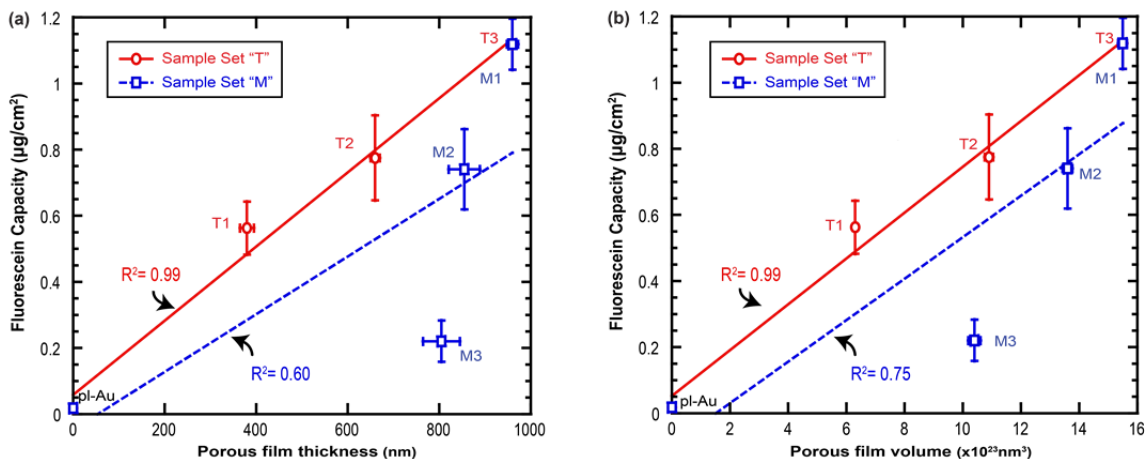 (a)
1.2
1
0.8
0.6
0.4
0.2
0
Fluorescein Capacity (µg/cm²)
Sample Set “T”
Sample Set “M”
T3
M1
T2
M2
T1
R²= 0.99
M3
R²= 0.60
pl-Au
0 200 400 600 800 1000
Porous film thickness (nm)
(b)
1.2
1
0.8
0.6
0.4
0.2
0
Fluorescein Capacity (µg/cm²)
Sample Set “T”
Sample Set “M”
T3
M1
T2
M2
T1
R²= 0.99
M3
R²= 0.75
pl-Au
0 2 4 6 8 10 12 14 16
Porous film volume (x10²³nm³)